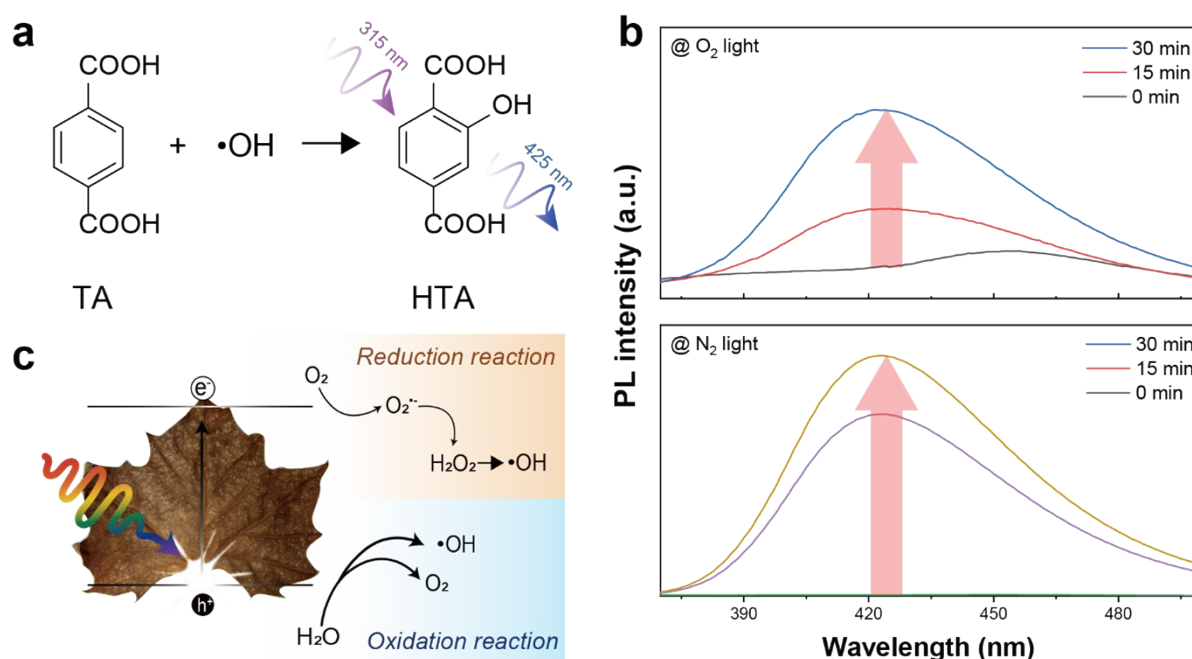 a
COOH
COOH
TA
+
•OH
315 nm
COOH
OH
COOH
425 nm
HTA
b
@ O₂ light
30 min
15 min
0 min
@ N₂ light
30 min
15 min
0 min
PL intensity (a.u.)
390 420 450 480
Wavelength (nm)
c
Reduction reaction
e⁻
O₂
O₂•⁻
H₂O₂ •OH
•OH
O₂
h⁺
H₂O
Oxidation reaction